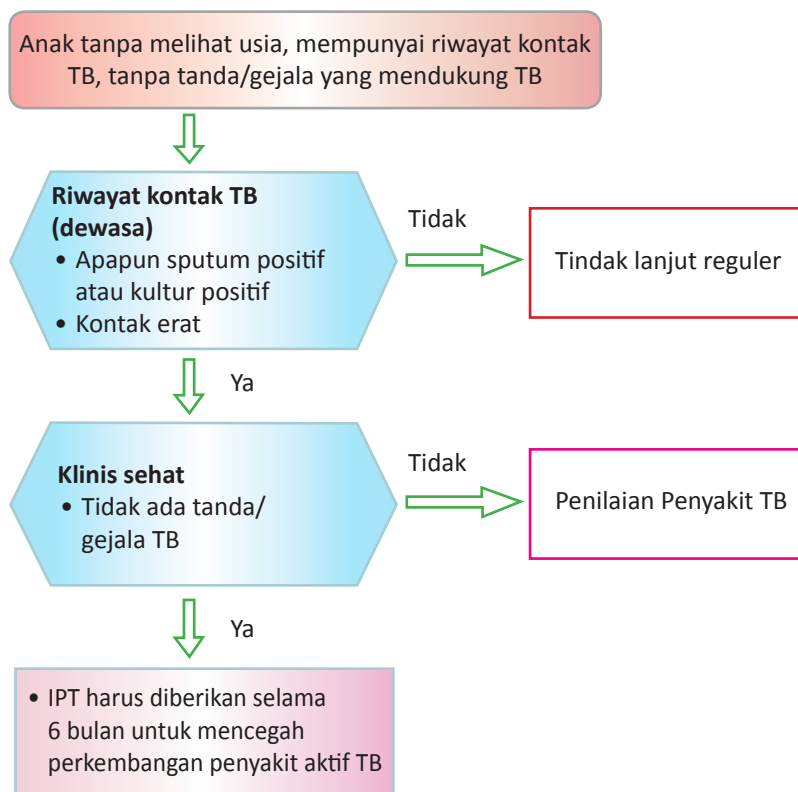 Anak tanpa melihat usia, mempunyai riwayat kontak
TB, tanpa tanda/gejala yang mendukung TB
Riwayat kontak TB
(dewasa)
• Apapun sputum positif
atau kultur positif
• Kontak erat
Tidak
Tindak lanjut reguler
Ya
Klinis sehat
• Tidak ada tanda/
gejala TB
Tidak
Penilaian Penyakit TB
Ya
• IPT harus diberikan selama
6 bulan untuk mencegah
perkembangan penyakit aktif TB